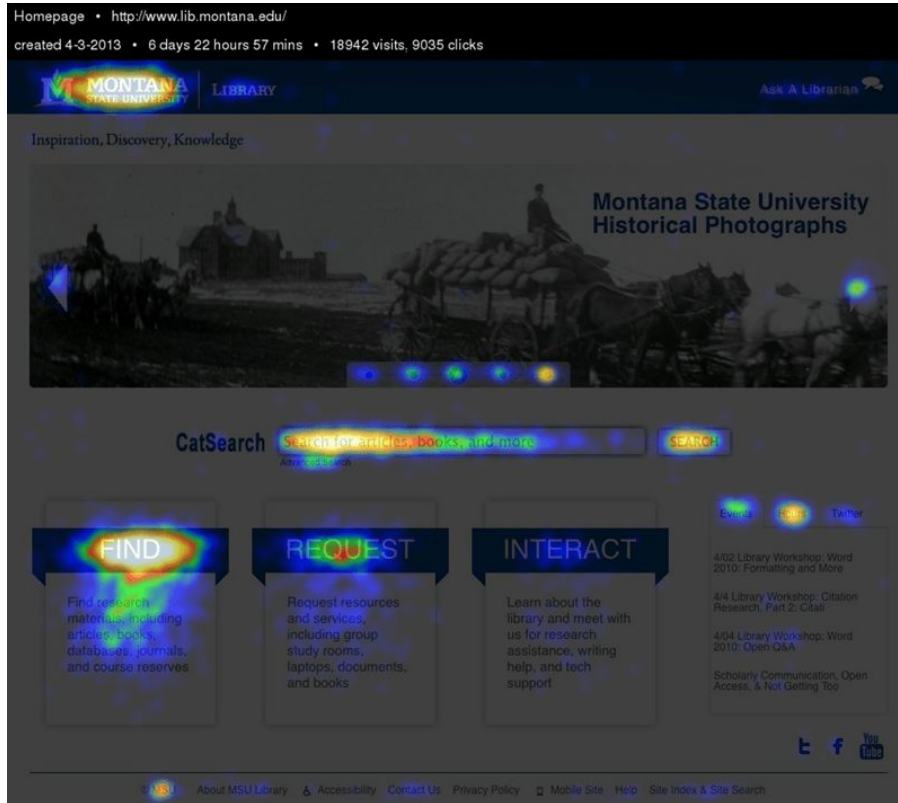 Homepage • http://www.lib.montana.edu/
created 4-3-2013 • 6 days 22 hours 57 mins • 18942 visits, 9035 clicks
M MONTANA
STATE UNIVERSITY
LIBRARY
Ask A Librarian
Inspiration, Discovery, Knowledge
Montana State University
Historical Photographs
CatSearch
Search for articles, books, and more
SEARCH
Advanced Search
FIND
Find research
materials, including
articles, books,
databases, journals,
and course reserves
REQUEST
Request resources
and services,
including group
study rooms,
laptops, documents,
and books
INTERACT
Learn about the
library and meet with
us for research
assistance, writing
help, and tech
support
Events Hours Twitter
4/02 Library Workshop: Word
2010: Formatting and More
4/4 Library Workshop: Citation
Research, Part 2: Citati
4/04 Library Workshop: Word
2010: Open Q&A
Scholarly Communication, Open
Access, & Not Getting Too
You
Tube
© MSU About MSU Library Accessibility Contact Us Privacy Policy Mobile Site Help Site Index & Site Search